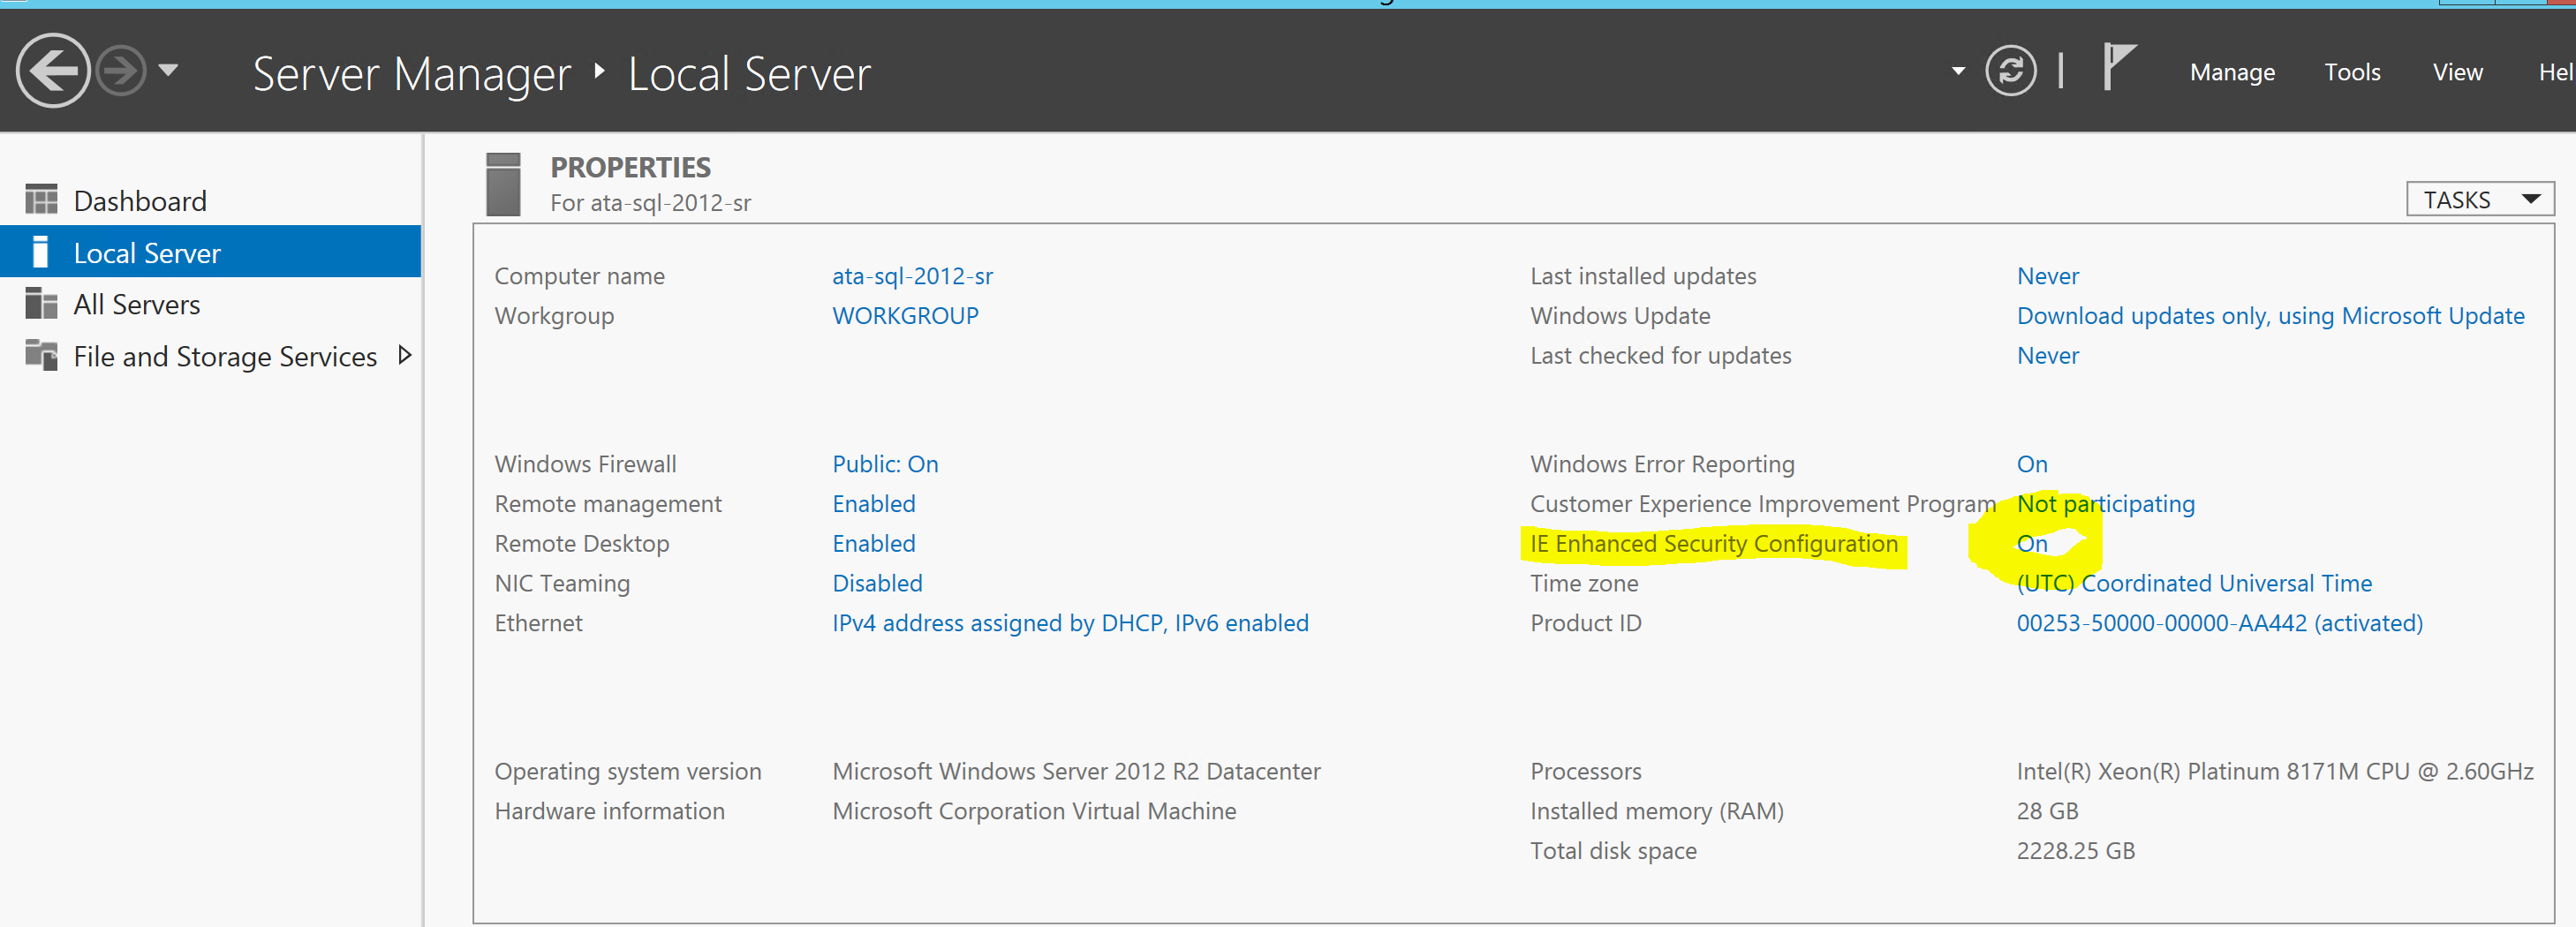 Server Manager ‣ Local Server
Manage Tools View Hel
Dashboard
Local Server
All Servers
File and Storage Services
PROPERTIES
For ata-sql-2012-sr
TASKS
Computer name ata-sql-2012-sr
Workgroup WORKGROUP
Last installed updates Never
Windows Update Download updates only, using Microsoft Update
Last checked for updates Never
Windows Firewall Public: On
Remote management Enabled
Remote Desktop Enabled
NIC Teaming Disabled
Ethernet IPv4 address assigned by DHCP, IPv6 enabled
Windows Error Reporting On
Customer Experience Improvement Program Not participating
IE Enhanced Security Configuration On
Time zone (UTC) Coordinated Universal Time
Product ID 00253-50000-00000-AA442 (activated)
Operating system version Microsoft Windows Server 2012 R2 Datacenter
Hardware information Microsoft Corporation Virtual Machine
Processors Intel(R) Xeon(R) Platinum 8171M CPU @ 2.60GHz
Installed memory (RAM) 28 GB
Total disk space 2228.25 GB